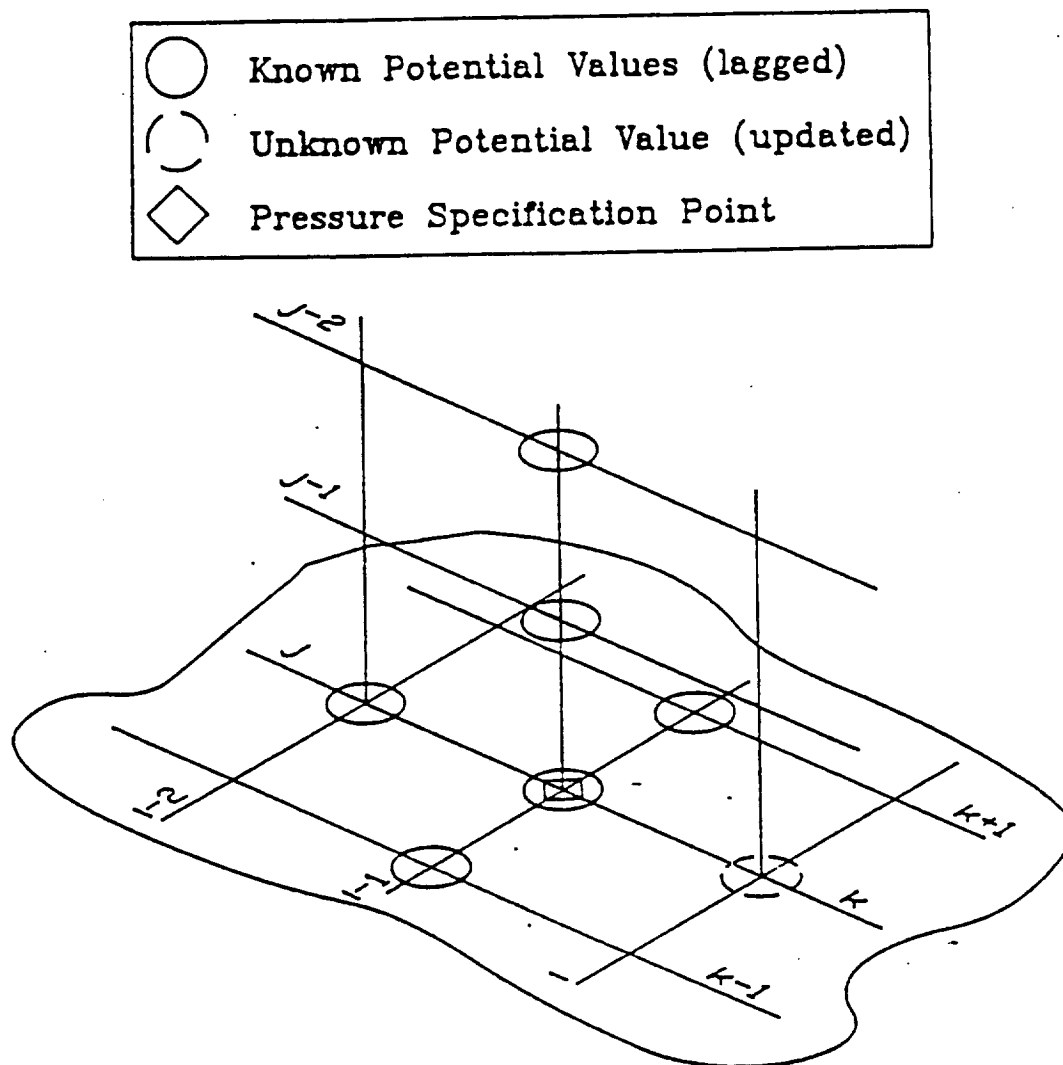 Known Potential Values (lagged)
Unknown Potential Value (updated)
Pressure Specification Point
J-2
J-1
J
I-2
K+1
I-1
K
I
K-1